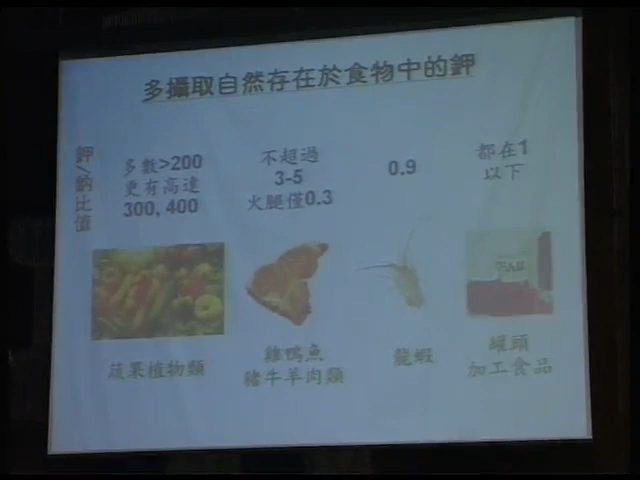 多攝取自然存在於食物中的鉀
鉀/鈉比值
多數>200
更有高達
300, 400
不超過
3-5
火腿僅0.3
0.9
都在1
以下
蔬果植物類
雞鴨魚
豬牛羊肉類
龍蝦
罐頭
加工食品